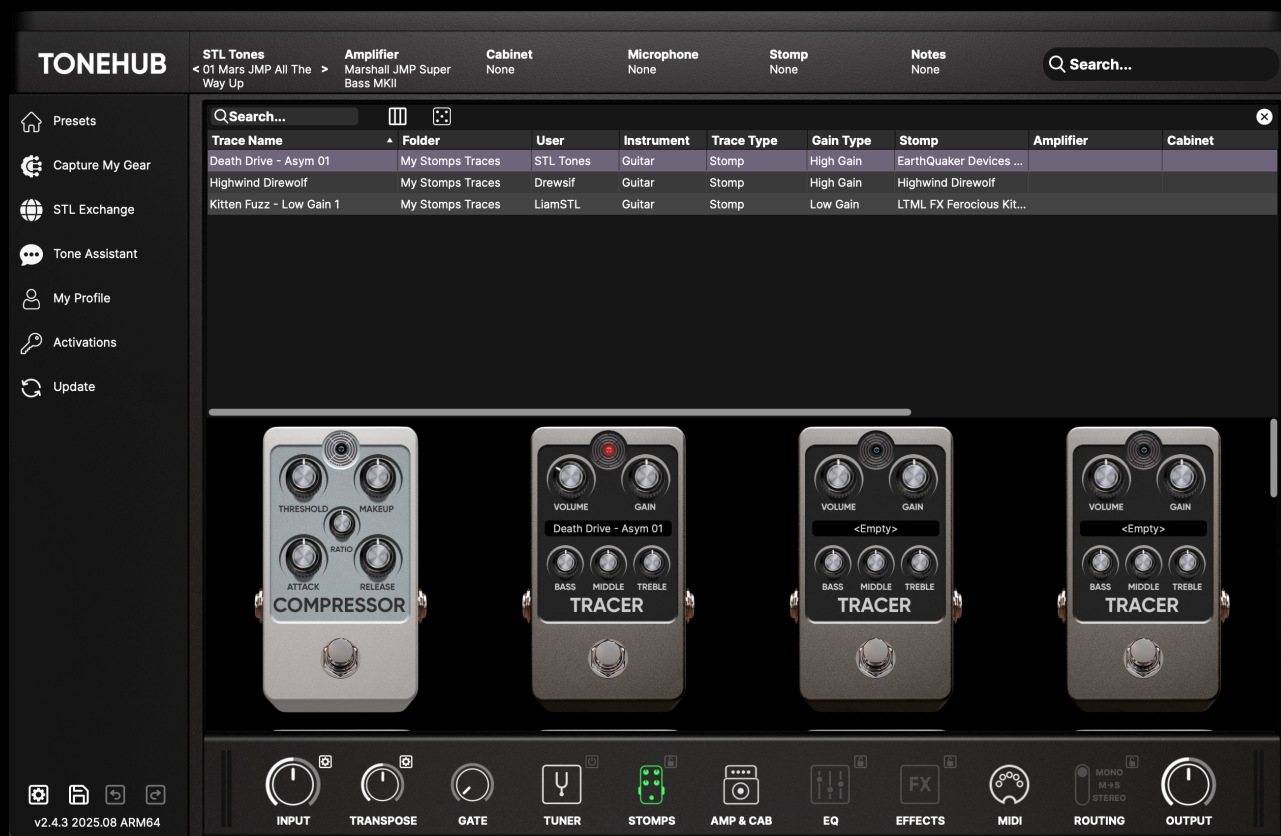 TONEHUB
STL Tones
< 01 Mars JMP All The >
Way Up
Amplifier
Marshall JMP Super
Bass MKII
Cabinet
None
Microphone
None
Stomp
None
Notes
None
Search...
Presets
Capture My Gear
STL Exchange
Tone Assistant
My Profile
Activations
Update
Search...
Trace Name Folder User Instrument Trace Type Gain Type Stomp Amplifier Cabinet
Death Drive - Asym 01 My Stomps Traces STL Tones Guitar Stomp High Gain EarthQuaker Devices ...
Highwind Direwolf My Stomps Traces Drewsif Guitar Stomp High Gain Highwind Direwolf
Kitten Fuzz - Low Gain 1 My Stomps Traces LiamSTL Guitar Stomp Low Gain LTML FX Ferocious Kit...
THRESHOLD MAKEUP
RATIO
ATTACK RELEASE
COMPRESSOR
VOLUME GAIN
Death Drive - Asym 01
BASS MIDDLE TREBLE
TRACER
VOLUME GAIN
<Empty>
BASS MIDDLE TREBLE
TRACER
VOLUME GAIN
<Empty>
BASS MIDDLE TREBLE
TRACER
FX
MONO
M→S
STEREO
INPUT TRANSPOSE GATE TUNER STOMPS AMP & CAB EQ EFFECTS MIDI ROUTING OUTPUT
v2.4.3 2025.08 ARM64